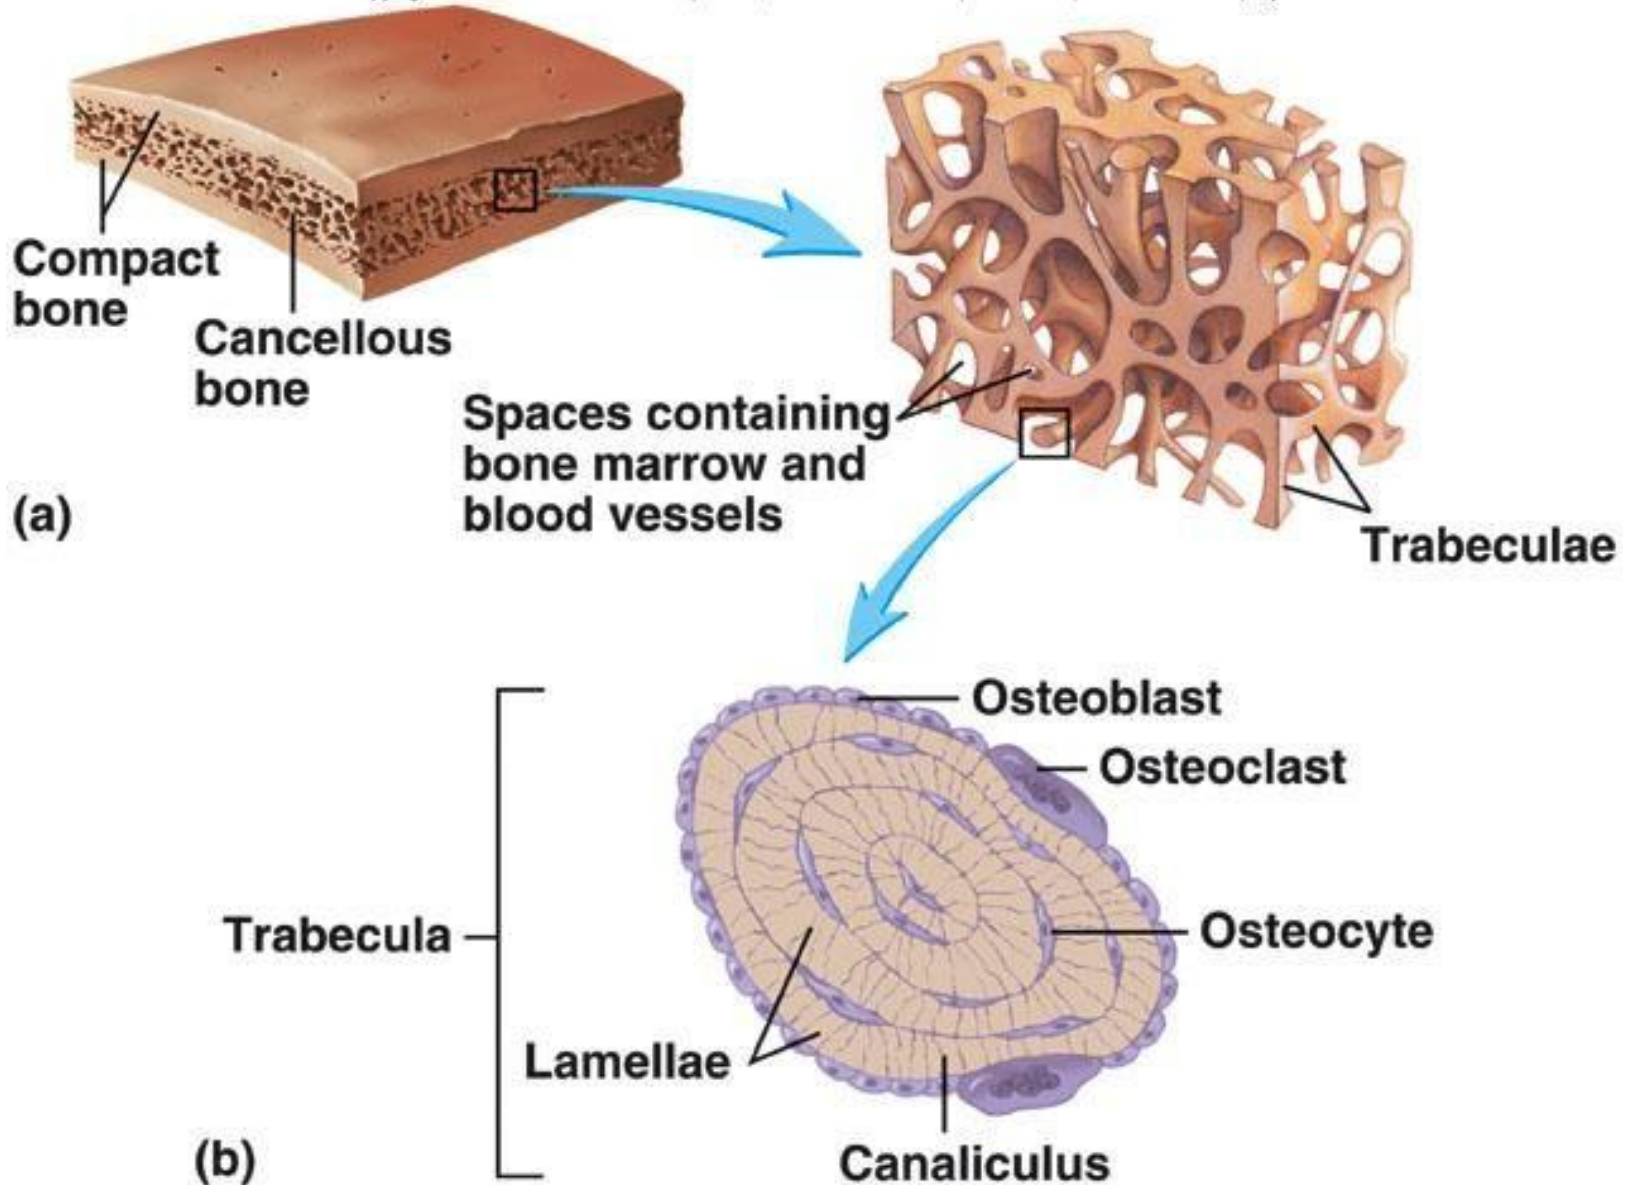 Compact
bone
Cancellous
bone
Spaces containing
bone marrow and
blood vessels
Trabeculae
(a)
Osteoblast
Osteoclast
Trabecula
Osteocyte
Lamellae
Canaliculus
(b)